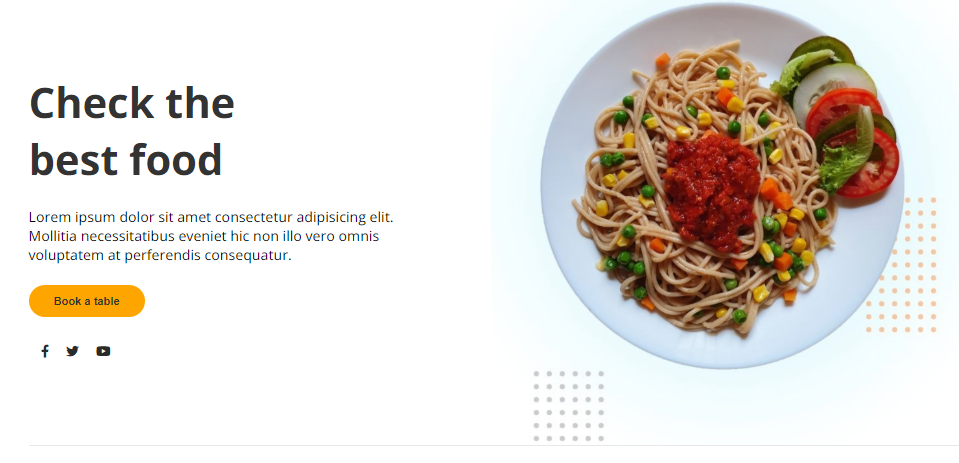 Check the
best food
Lorem ipsum dolor sit amet consectetur adipisicing elit.
Mollitia necessitatibus eveniet hic non illo vero omnis
voluptatem at perferendis consequatur.
Book a table